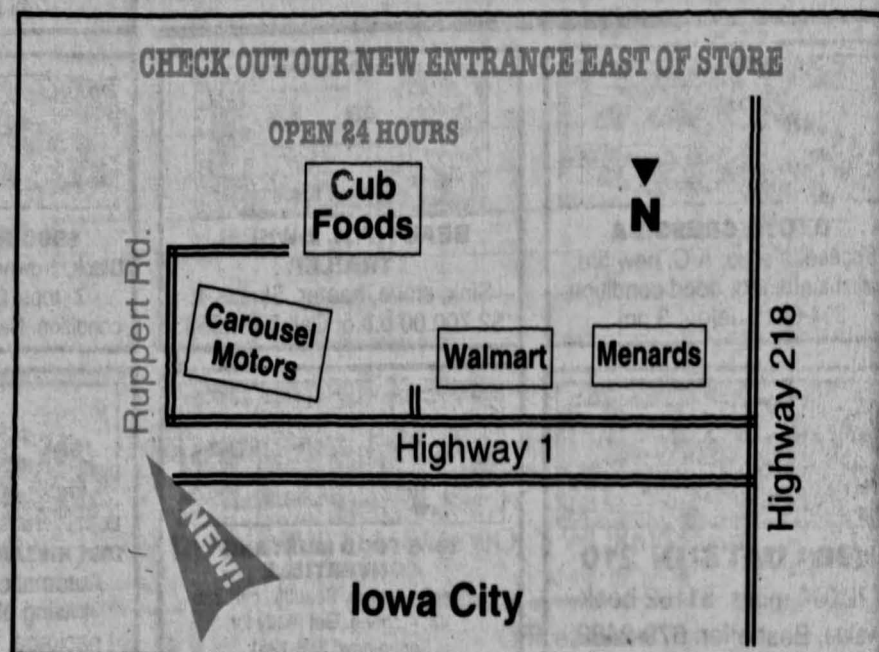 CHECK OUT OUR NEW ENTRANCE EAST OF STORE
OPEN 24 HOURS
Cub
Foods
N
Ruppert Rd.
Carousel
Motors
Walmart
Menards
Highway 218
Highway 1
NEW!
Iowa City